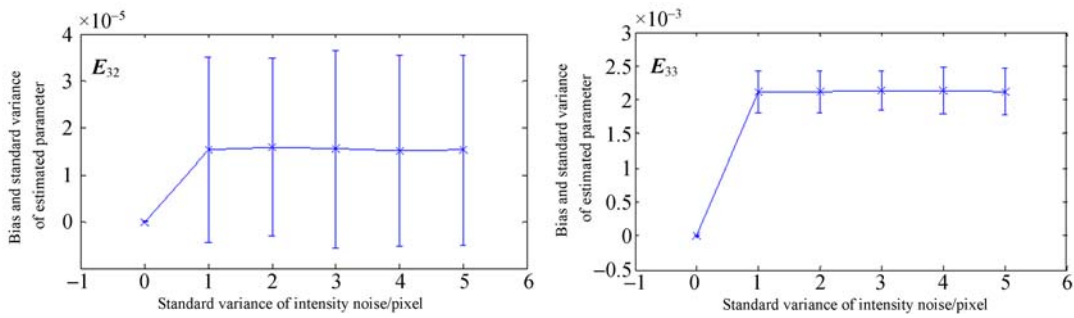 ×10⁻⁵
4
3
2
1
0
E₃₂
Bias and standard variance
of estimated parameter
−1 0 1 2 3 4 5 6
Standard variance of intensity noise/pixel
×10⁻³
3
2.5
2
1.5
1
0.5
0
−0.5
E₃₃
Bias and standard variance
of estimated parameter
−1 0 1 2 3 4 5 6
Standard variance of intensity noise/pixel